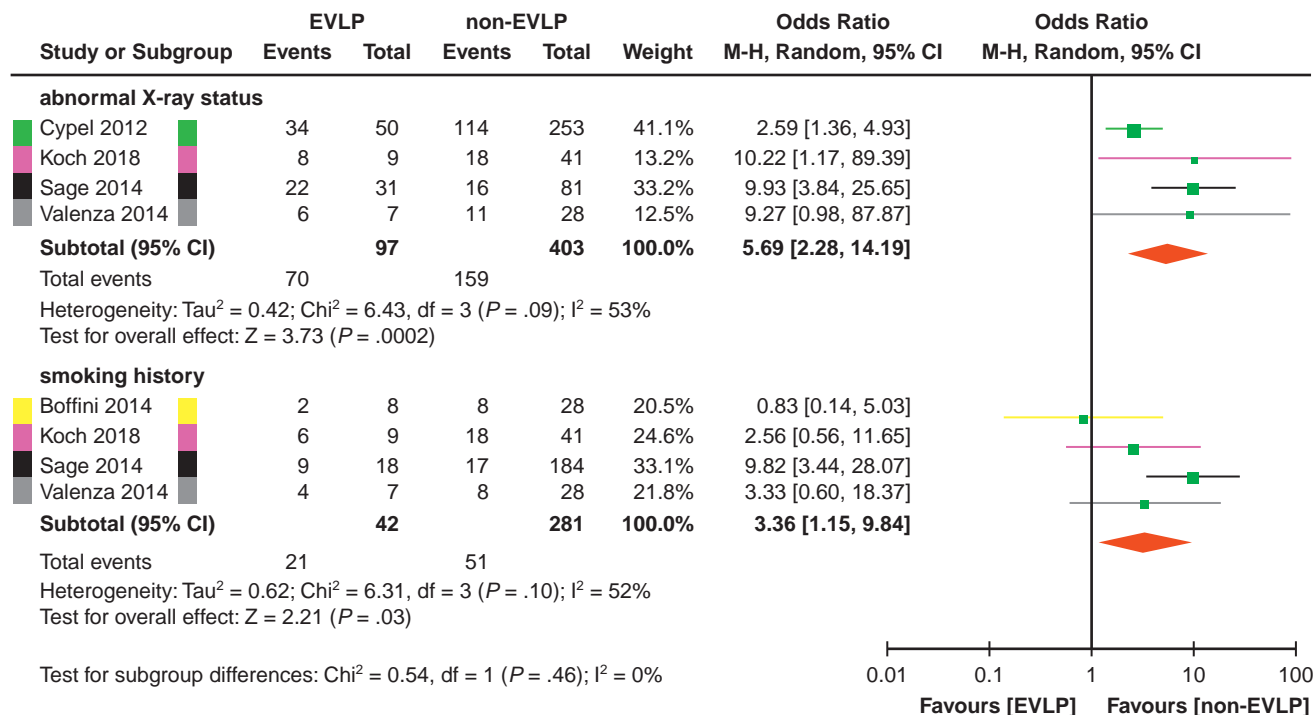 EVLP non-EVLP Odds Ratio Odds Ratio
Study or Subgroup Events Total Events Total Weight M-H, Random, 95% CI M-H, Random, 95% CI
abnormal X-ray status
Cypel 2012 34 50 114 253 41.1% 2.59 [1.36, 4.93]
Koch 2018 8 9 18 41 13.2% 10.22 [1.17, 89.39]
Sage 2014 22 31 16 81 33.2% 9.93 [3.84, 25.65]
Valenza 2014 6 7 11 28 12.5% 9.27 [0.98, 87.87]
Subtotal (95% CI) 97 403 100.0% 5.69 [2.28, 14.19]
Total events 70 159
Heterogeneity: Tau² = 0.42; Chi² = 6.43, df = 3 (P = .09); I² = 53%
Test for overall effect: Z = 3.73 (P = .0002)
smoking history
Boffini 2014 2 8 8 28 20.5% 0.83 [0.14, 5.03]
Koch 2018 6 9 18 41 24.6% 2.56 [0.56, 11.65]
Sage 2014 9 18 17 184 33.1% 9.82 [3.44, 28.07]
Valenza 2014 4 7 8 28 21.8% 3.33 [0.60, 18.37]
Subtotal (95% CI) 42 281 100.0% 3.36 [1.15, 9.84]
Total events 21 51
Heterogeneity: Tau² = 0.62; Chi² = 6.31, df = 3 (P = .10); I² = 52%
Test for overall effect: Z = 2.21 (P = .03)
Test for subgroup differences: Chi² = 0.54, df = 1 (P = .46); I² = 0%
0.01 0.1 1 10 100
Favours [EVLP] Favours [non-EVLP]